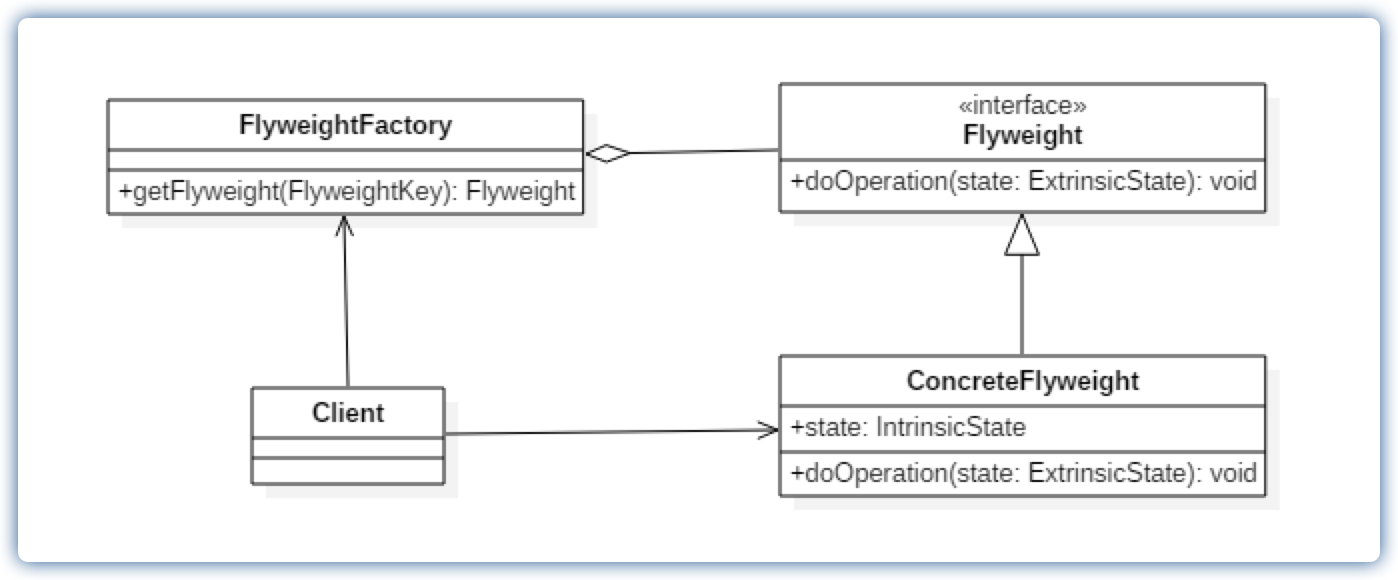 FlyweightFactory
+getFlyweight(FlyweightKey): Flyweight
«interface»
Flyweight
+doOperation(state: ExtrinsicState): void
Client
ConcreteFlyweight
+state: IntrinsicState
+doOperation(state: ExtrinsicState): void